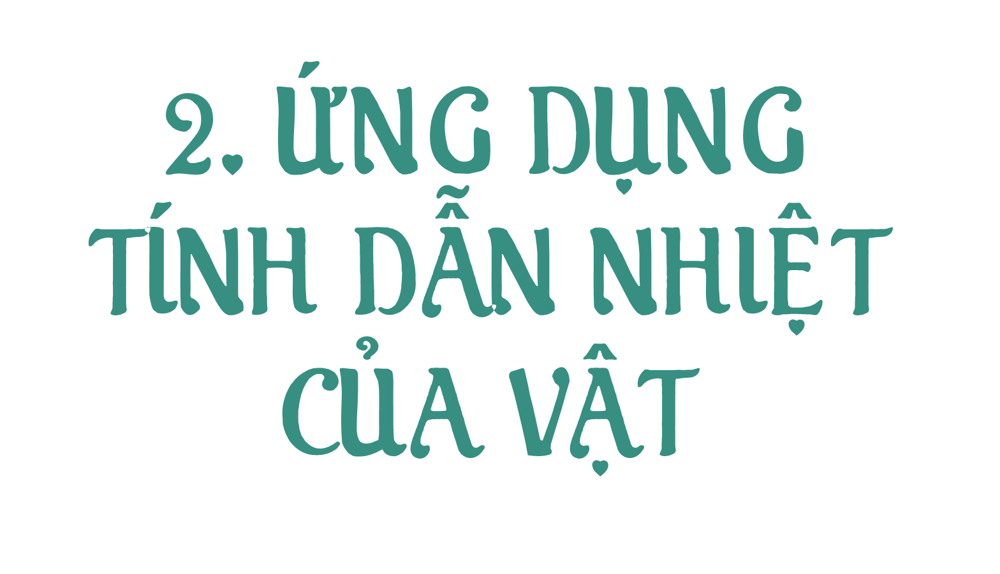 2. ỨNG DỤNG
TÍNH DẪN NHIỆT
CỦA VẬT